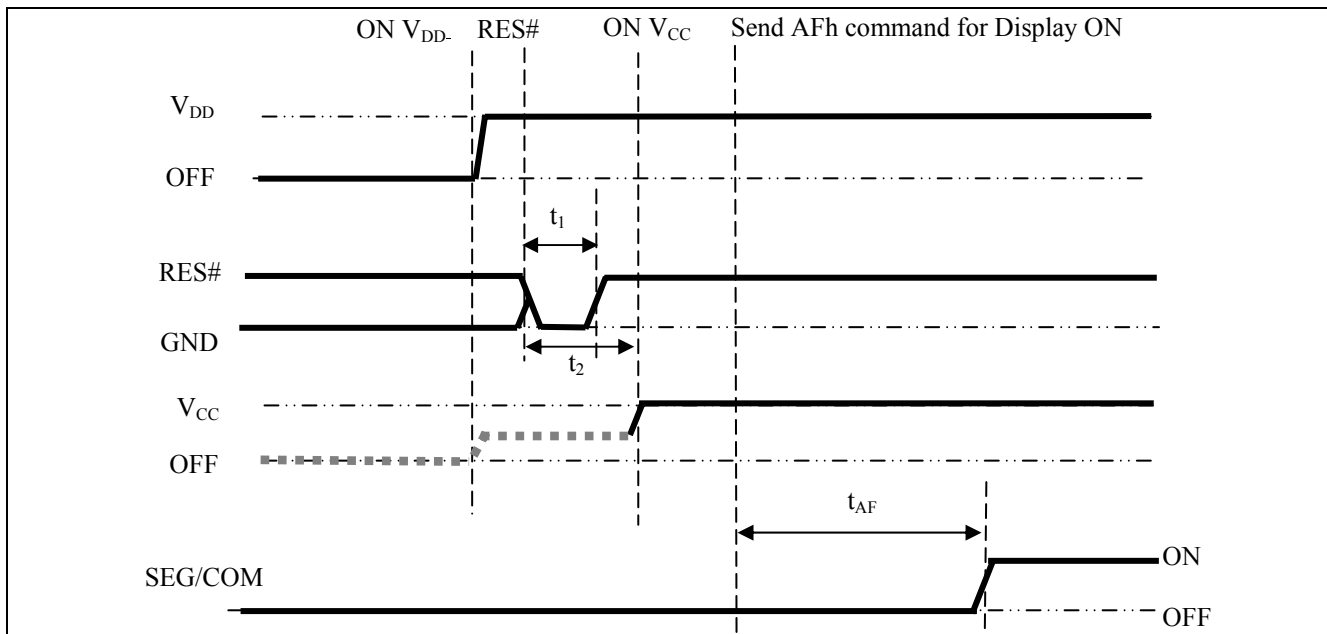 ON VDD- RES# ON VCC Send AFh command for Display ON
VDD
OFF
t1
RES#
GND
t2
VCC
OFF
tAF
ON
SEG/COM
OFF